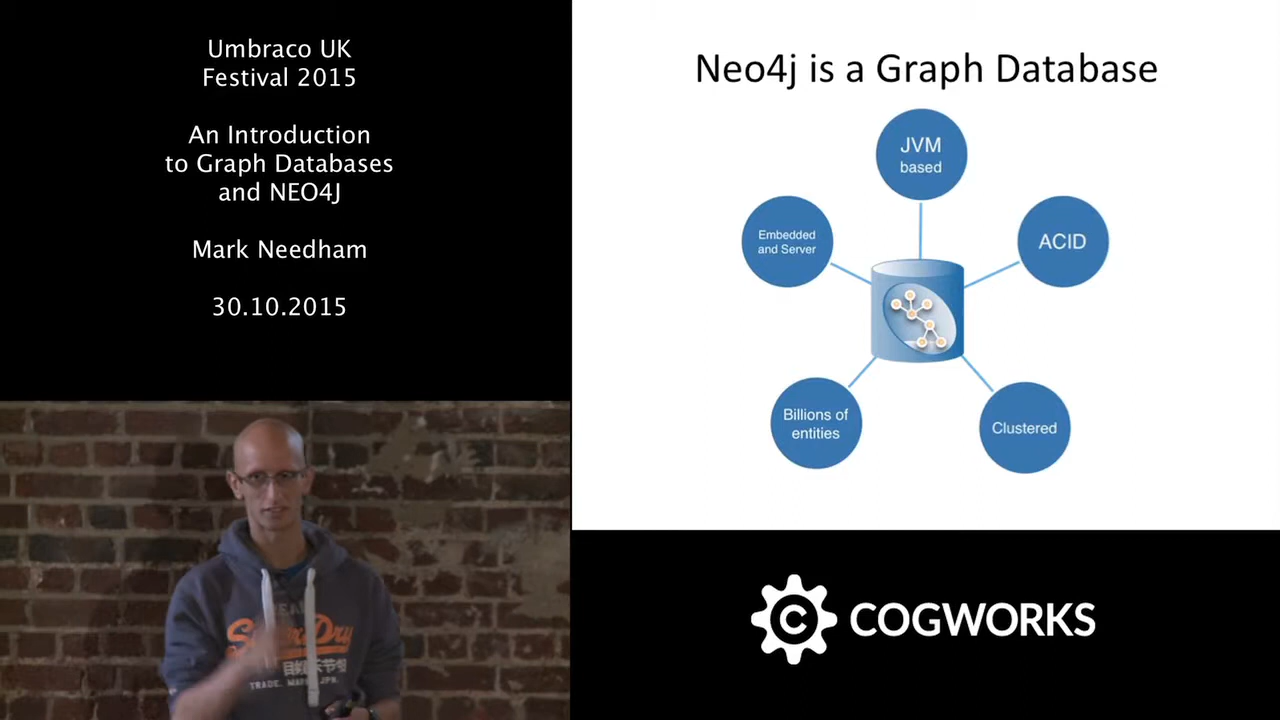 Umbraco UK
Festival 2015
An Introduction
to Graph Databases
and NEO4J
Mark Needham
30.10.2015
Neo4j is a Graph Database
JVM
based
Embedded
and Server
ACID
Billions of
entities
Clustered
COGWORKS